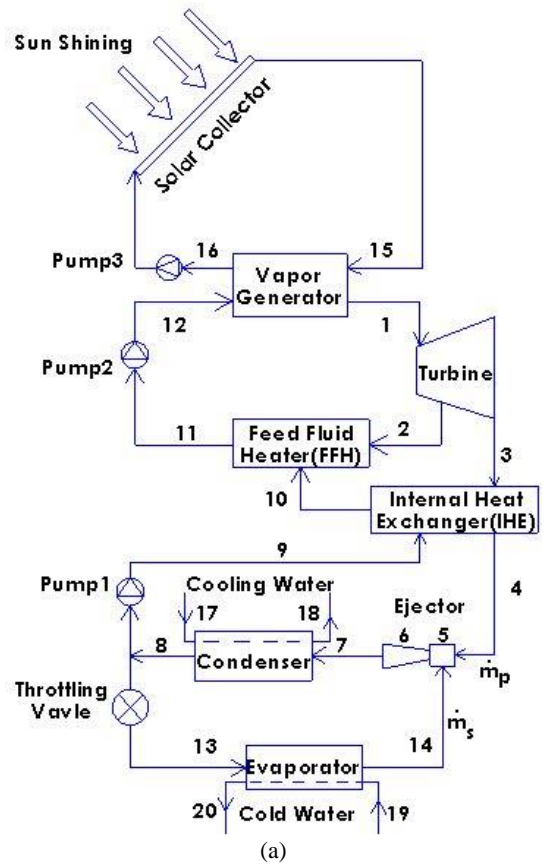 Sun Shining
Solar Collector
Pump3
16
15
Vapor
Generator
12
1
Pump2
Turbine
11
Feed Fluid
Heater(FFH)
2
3
10
Internal Heat
Exchanger(IHE)
9
Pump1
Cooling Water
17
18
4
Ejector
8
Condenser
7
6
5
ṁp
Throttling
Vavle
ṁs
13
Evaporator
14
20
Cold Water
19
(a)